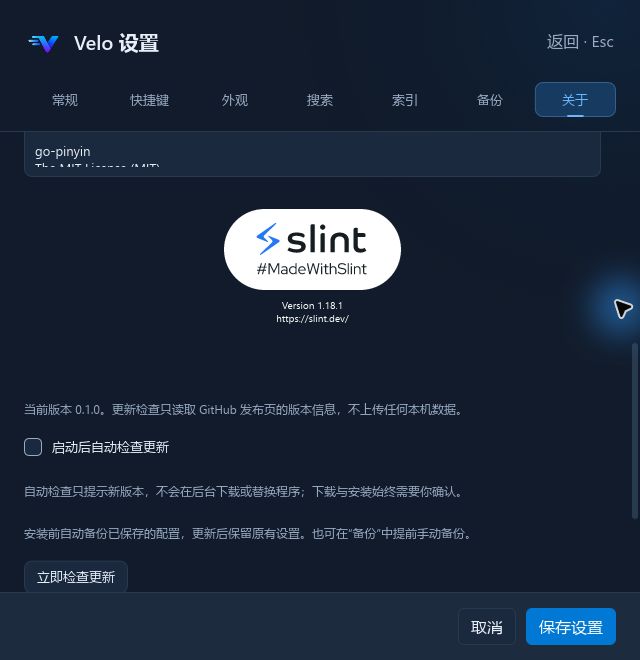 Velo 设置
返回 · Esc
常规 快捷键 外观 搜索 索引 备份 关于
go-pinyin
The MIT License (MIT)
slint
#MadeWithSlint
Version 1.18.1
https://slint.dev/
当前版本 0.1.0。更新检查只读取 GitHub 发布页的版本信息，不上传任何本机数据。
启动后自动检查更新
自动检查只提示新版本，不会在后台下载或替换程序；下载与安装始终需要你确认。
安装前自动备份已保存的配置，更新后保留原有设置。也可在“备份”中提前手动备份。
立即检查更新
取消 保存设置